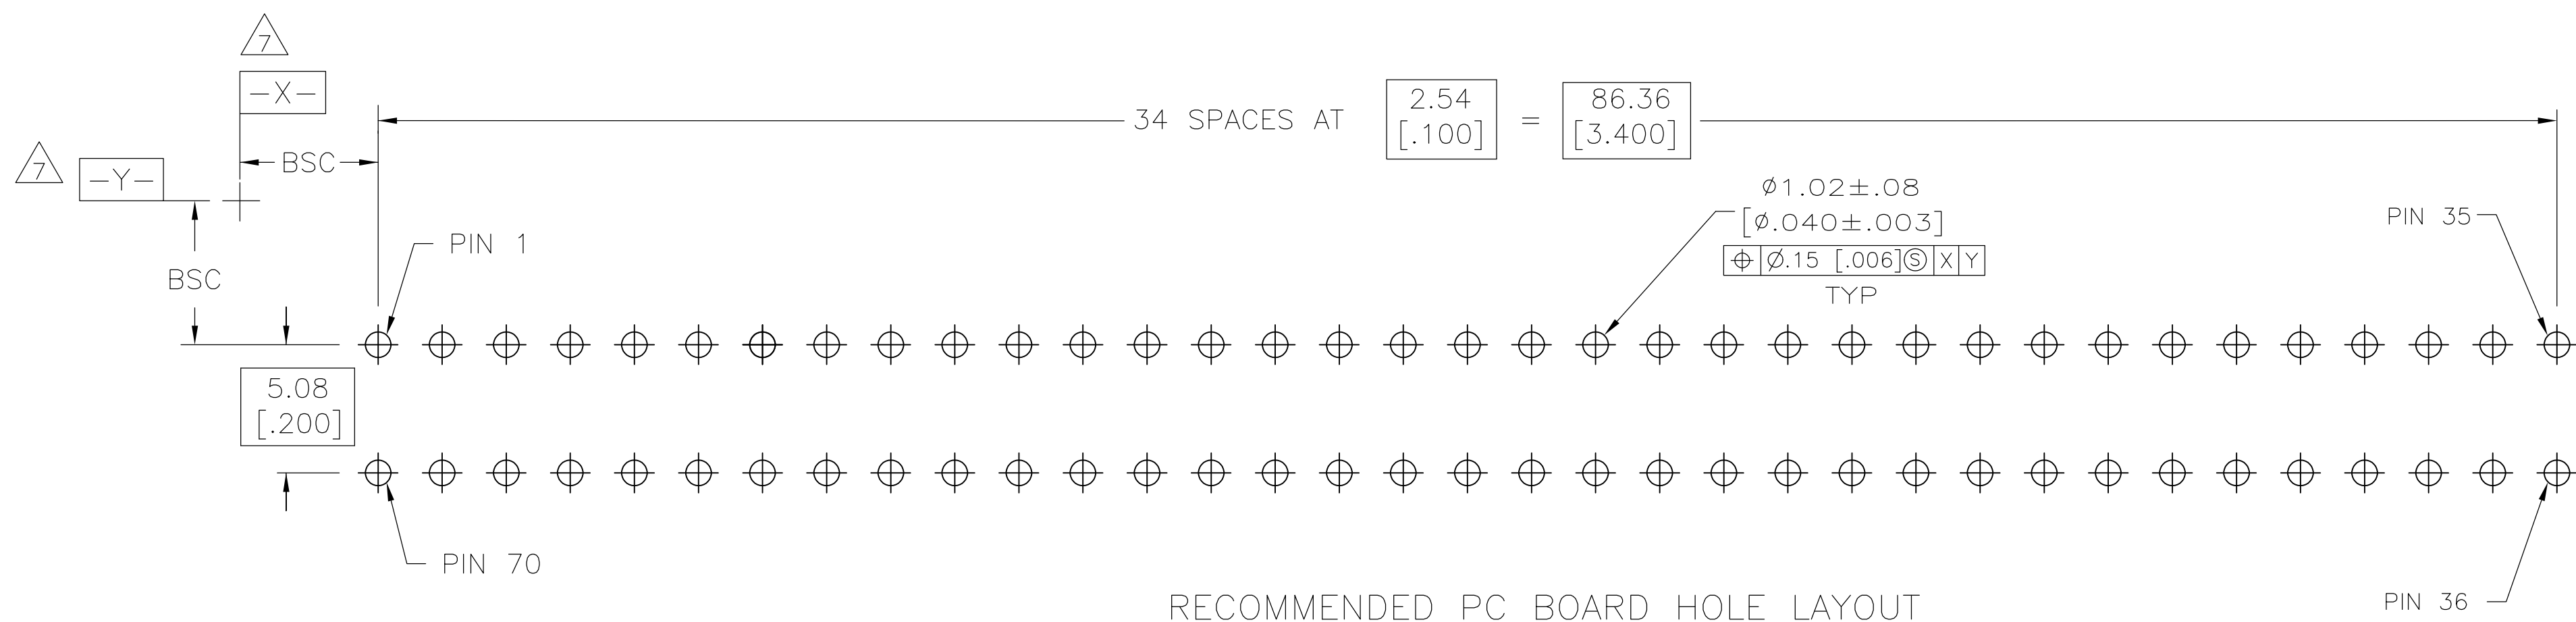 7
—X—
34 SPACES AT 2.54 = 86.36
[.100] [3.400]
7
—Y—
BSC
⌀1.02±.08
[⌀.040±.003]
⌖ ⌀.15 [.006]Ⓢ X Y
TYP
PIN 35
PIN 1
BSC
5.08
[.200]
PIN 70
RECOMMENDED PC BOARD HOLE LAYOUT
PIN 36